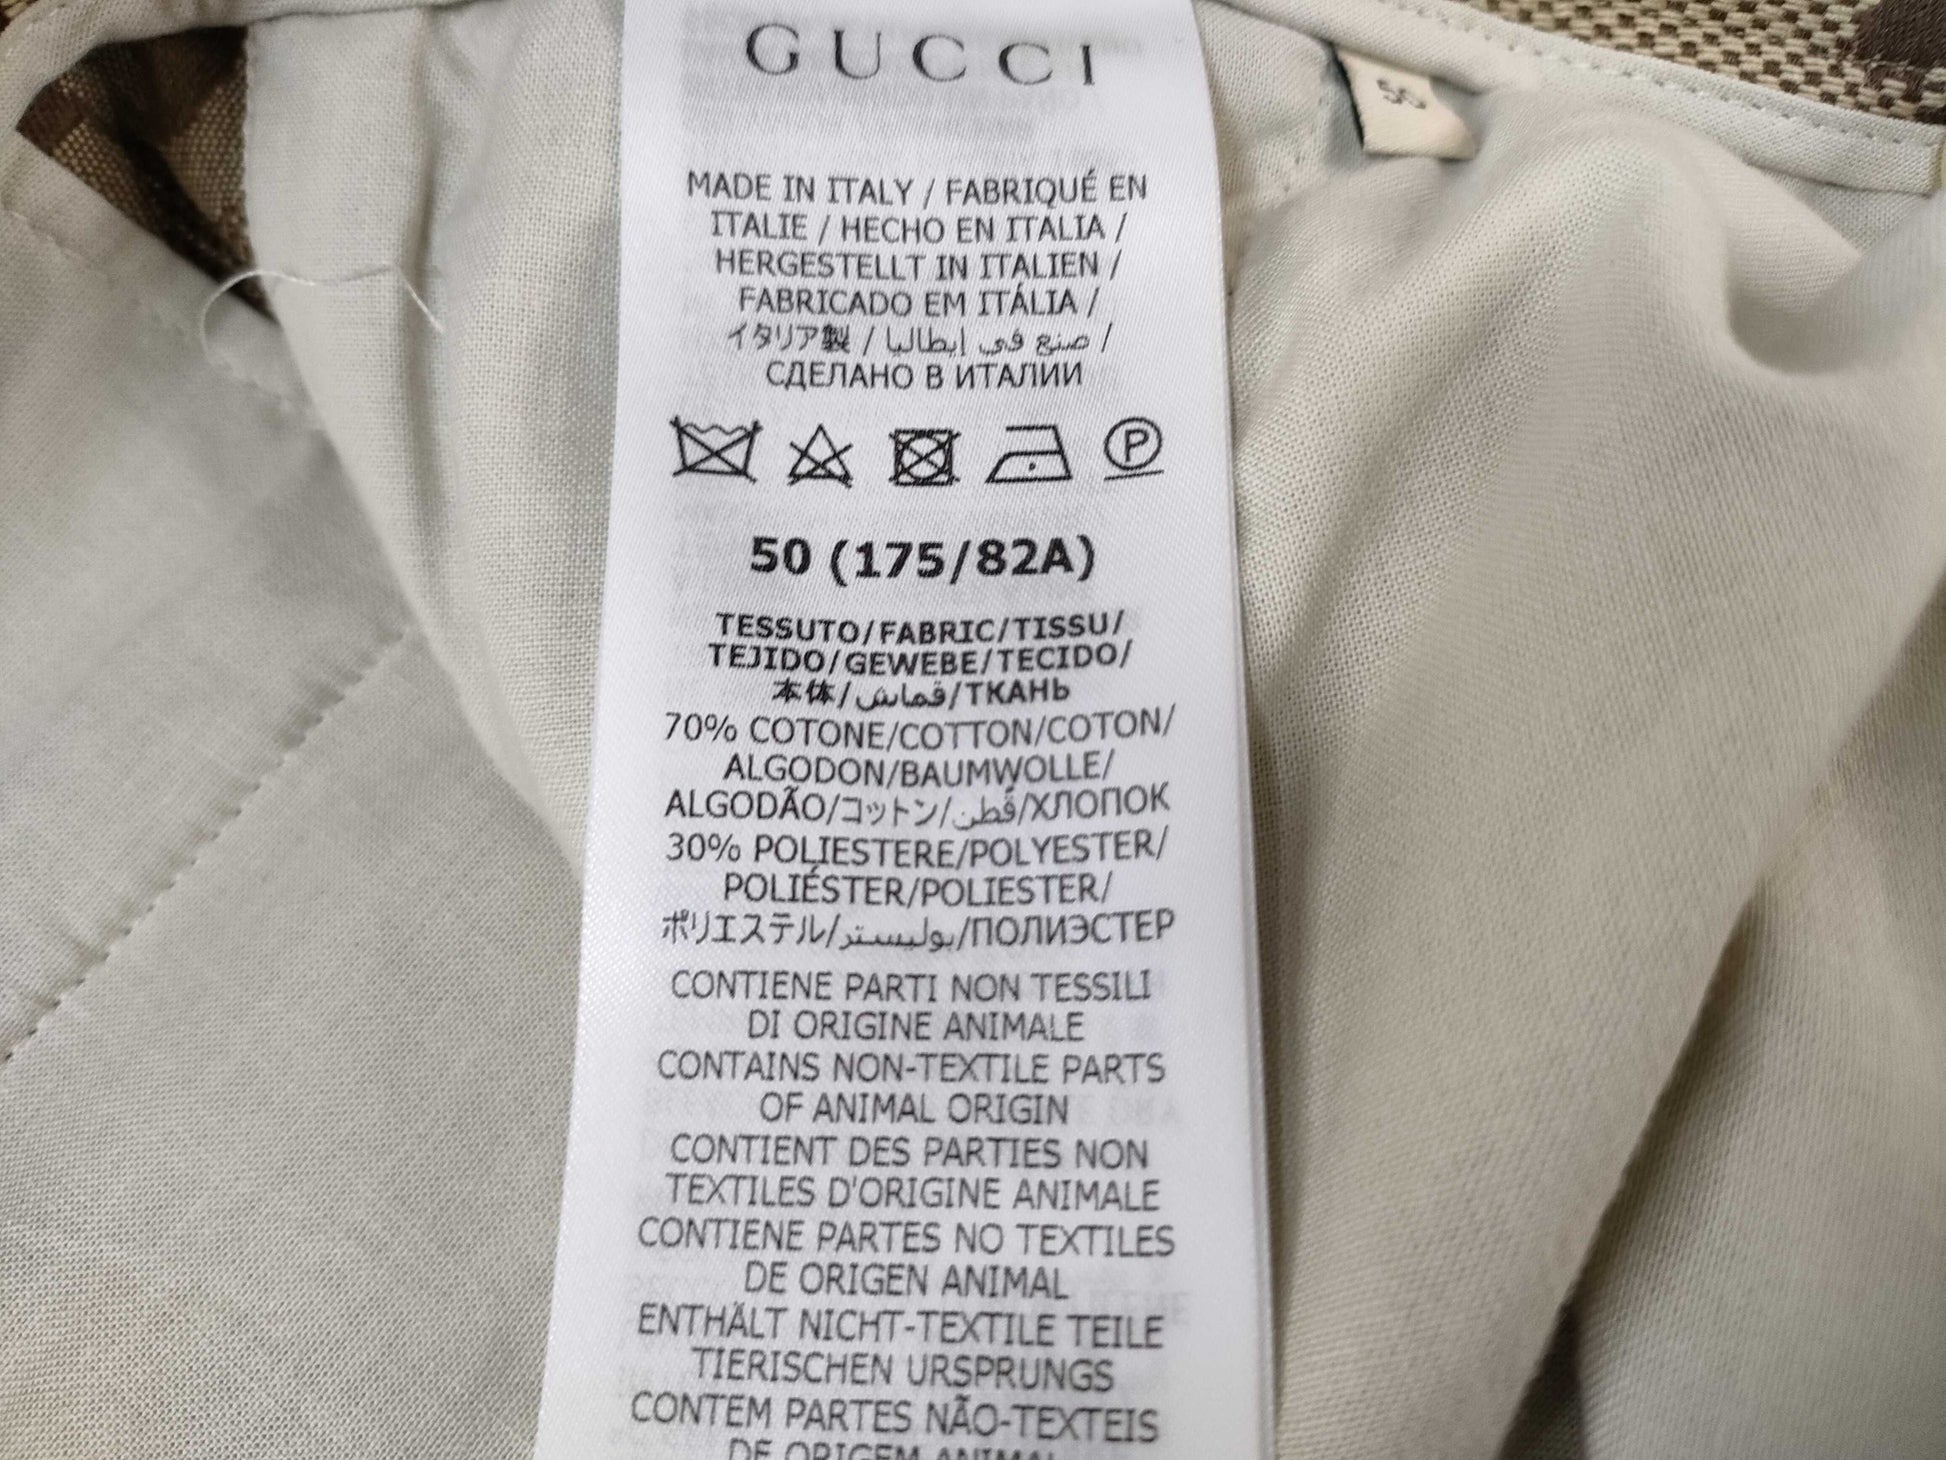 GUCCI
50
MADE IN ITALY / FABRIQUÉ EN
ITALIE / HECHO EN ITALIA /
HERGESTELLT IN ITALIEN /
FABRICADO EM ITÁLIA /
イタリア製 / صنع في إيطاليا /
СДЕЛАНО В ИТАЛИИ
P
50 (175/82A)
TESSUTO/FABRIC/TISSU/
TEJIDO/GEWEBE/TECIDO/
本体/قماش/ТКАНЬ
70% COTONE/COTTON/COTON/
ALGODON/BAUMWOLLE/
ALGODÃO/コットン/قطن/ХЛОПОК
30% POLIESTERE/POLYESTER/
POLIÉSTER/POLIESTER/
ポリエステル/بوليستر/ПОЛИЭСТЕР
CONTIENE PARTI NON TESSILI
DI ORIGINE ANIMALE
CONTAINS NON-TEXTILE PARTS
OF ANIMAL ORIGIN
CONTIENT DES PARTIES NON
TEXTILES D'ORIGINE ANIMALE
CONTIENE PARTES NO TEXTILES
DE ORIGEN ANIMAL
ENTHÄLT NICHT-TEXTILE TEILE
TIERISCHEN URSPRUNGS
CONTEM PARTES NÃO-TEXTEIS
DE ORIGEM ANIMAL